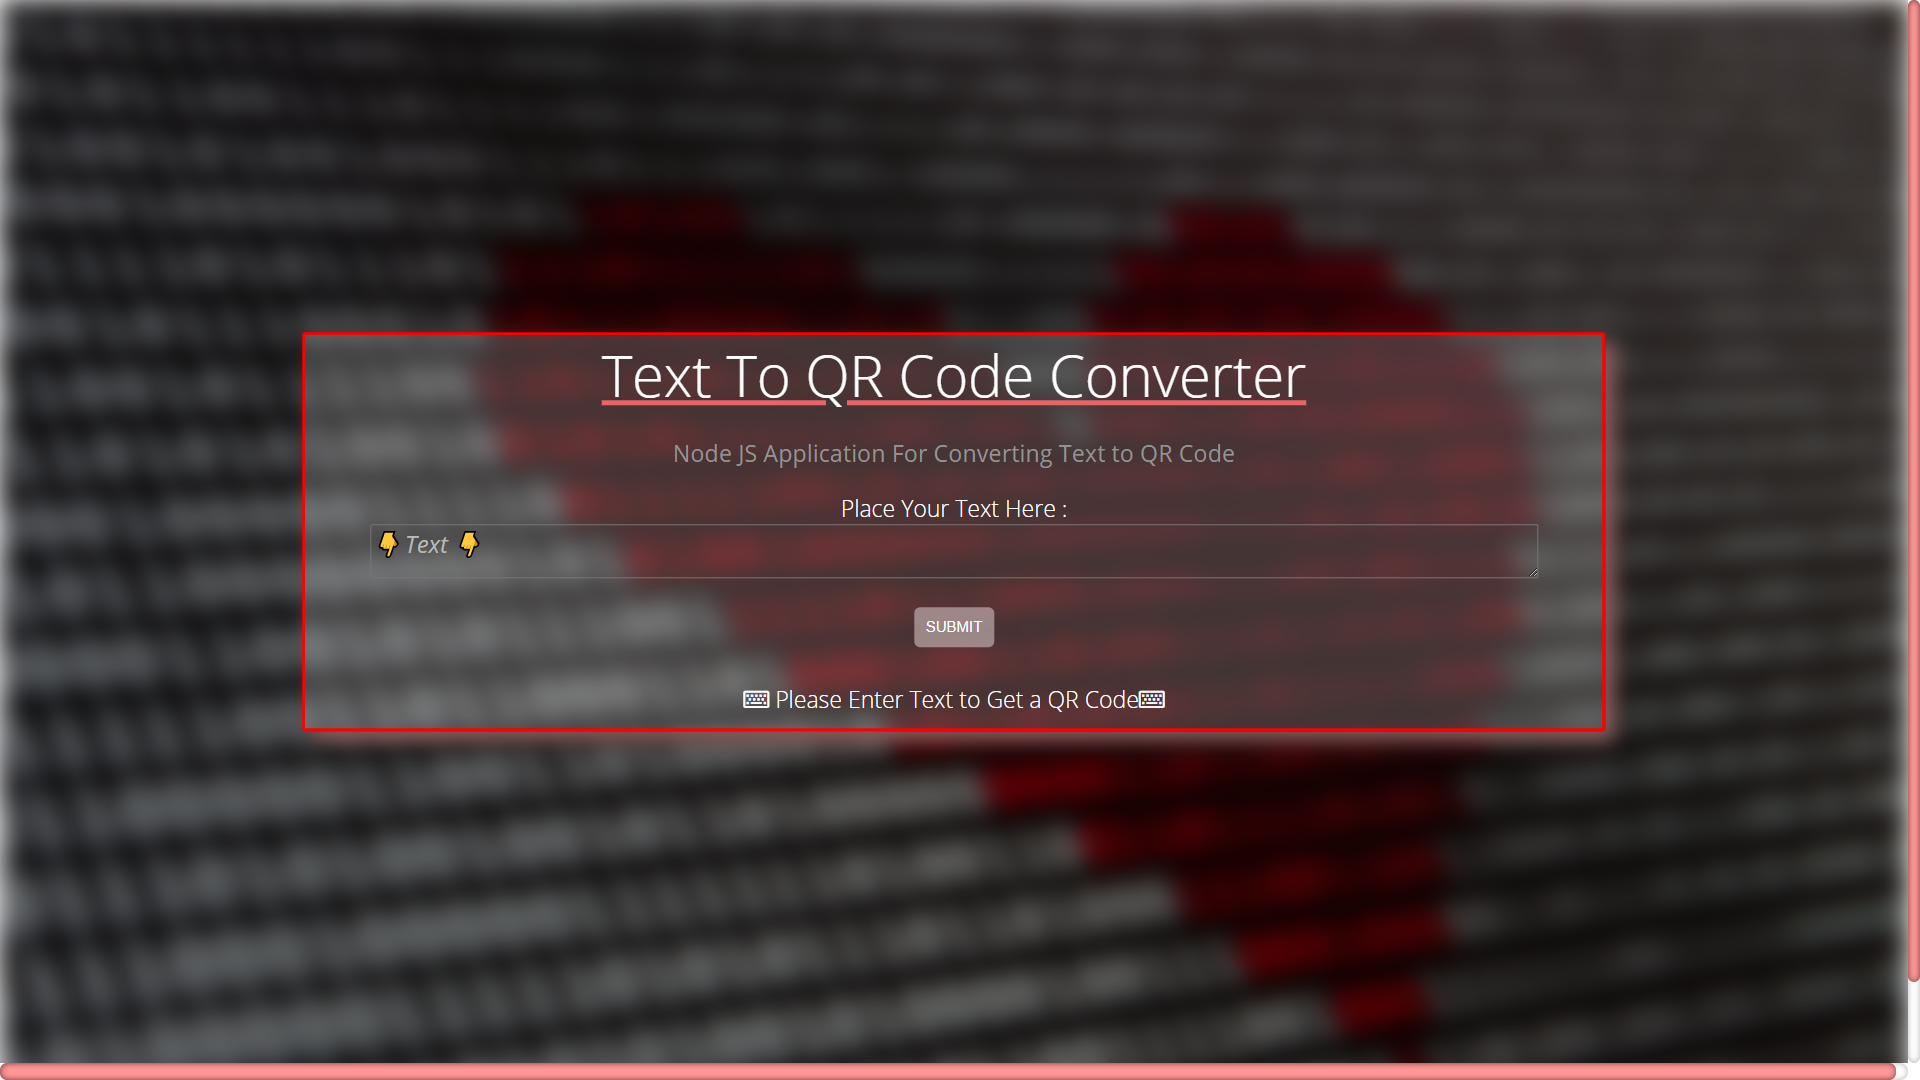 Text To QR Code Converter
Node JS Application For Converting Text to QR Code
Place Your Text Here :
👇 Text 👇
SUBMIT
⌨️ Please Enter Text to Get a QR Code⌨️